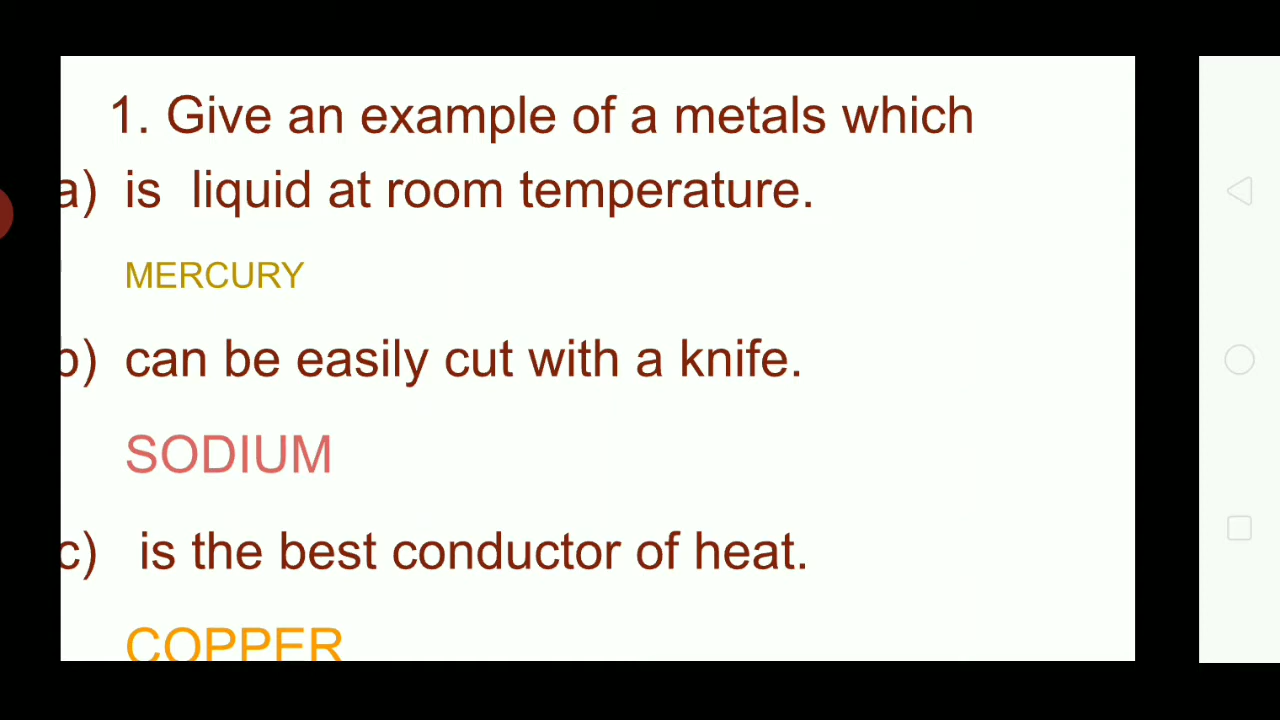 1. Give an example of a metals which
a) is liquid at room temperature.
MERCURY
b) can be easily cut with a knife.
SODIUM
c) is the best conductor of heat.
COPPER